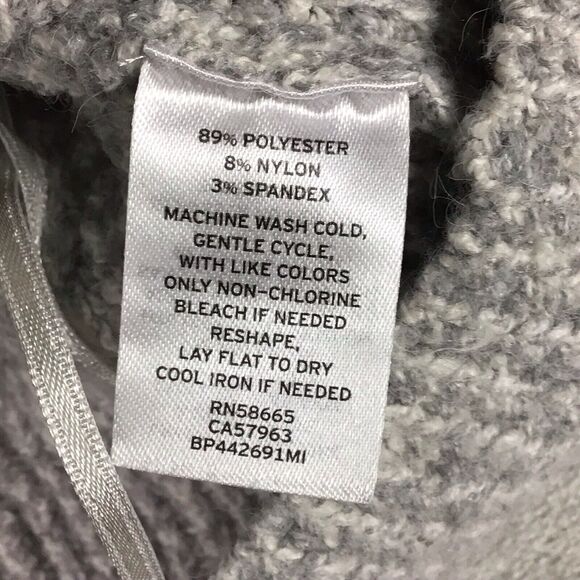 89% POLYESTER
8% NYLON
3% SPANDEX
MACHINE WASH COLD,
GENTLE CYCLE,
WITH LIKE COLORS
ONLY NON-CHLORINE
BLEACH IF NEEDED
RESHAPE,
LAY FLAT TO DRY
COOL IRON IF NEEDED
RN58665
CA57963
BP442691MI